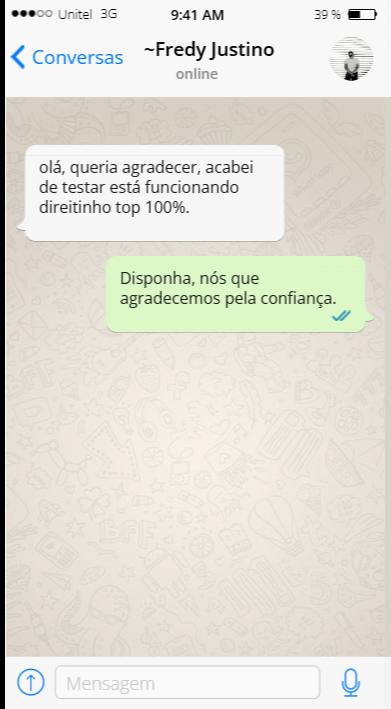 Unitel 3G 9:41 AM 39 %
Conversas ~Fredy Justino
online
olá, queria agradecer, acabei
de testar está funcionando
direitinho top 100%.
Disponha, nós que
agradecemos pela confiança.
BFF
Mensagem